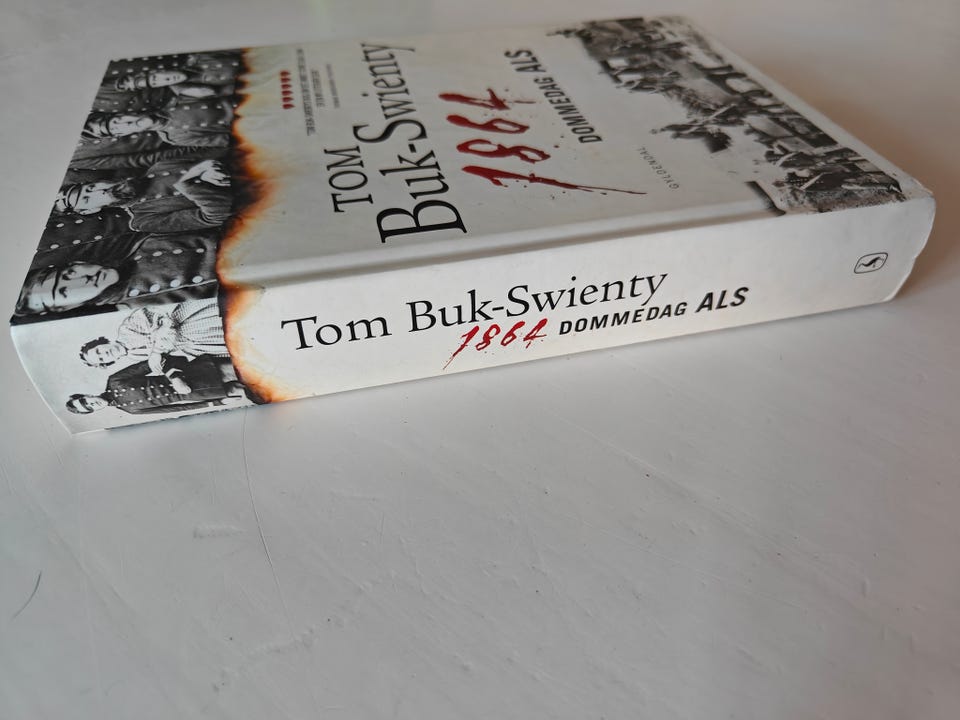 TOM
Buk-Swienty
1864
DOMMEDAG ALS
GYLDENDAL
Tom Buk-Swienty
1864 DOMMEDAG ALS